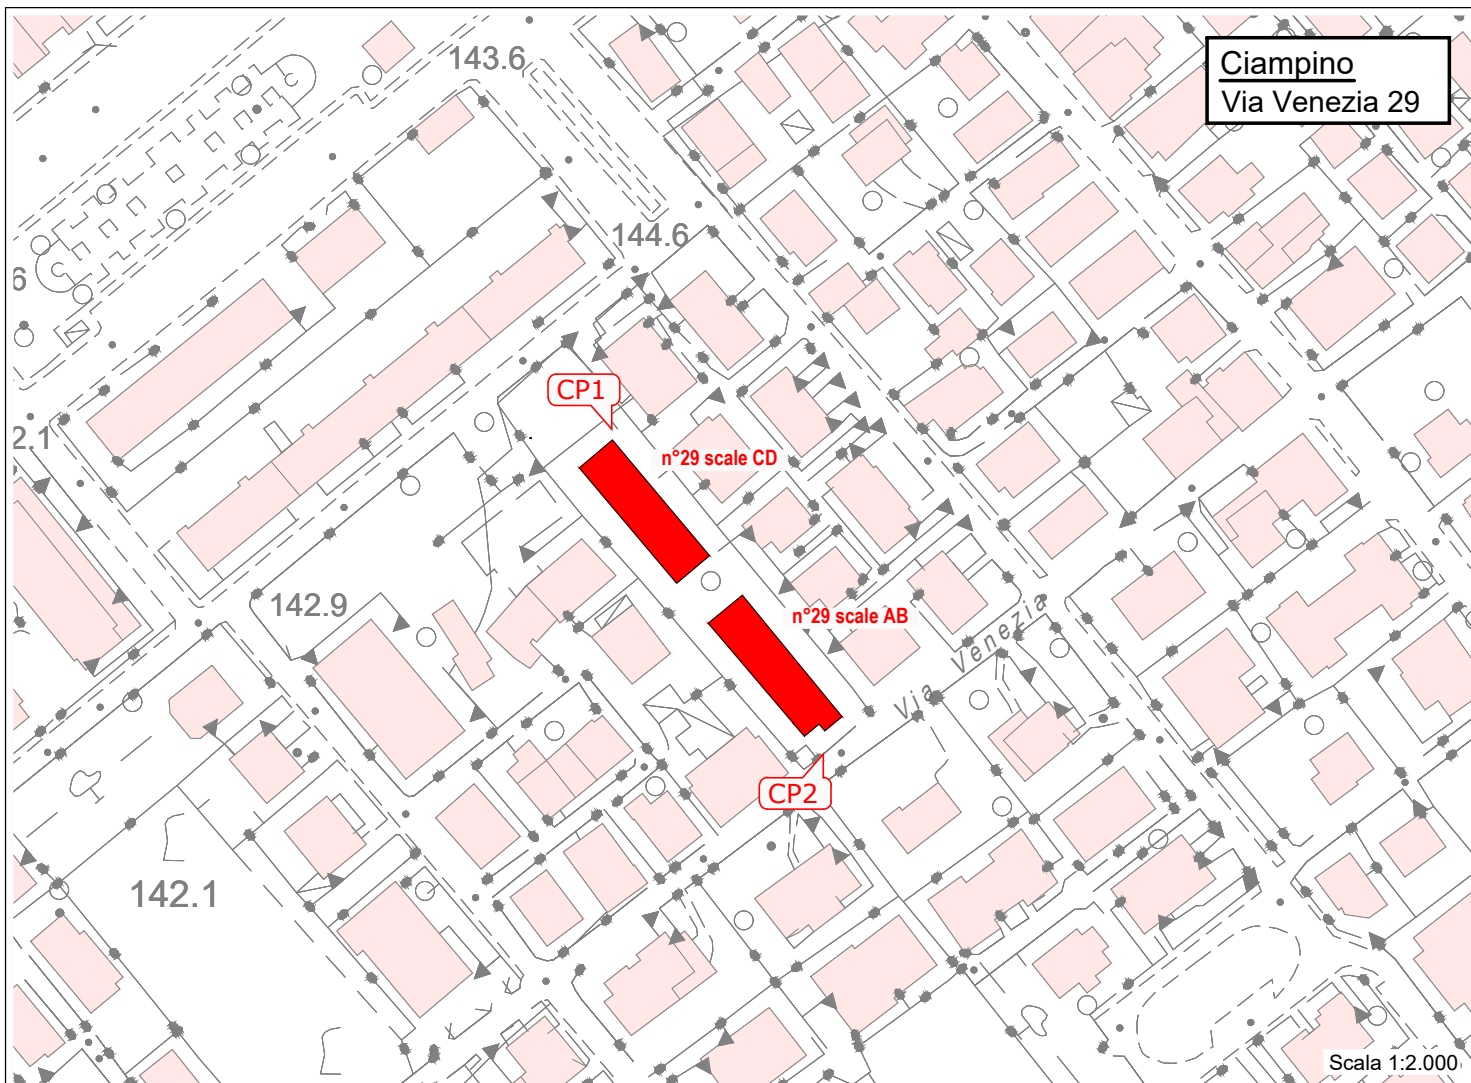 Ciampino
Via Venezia 29
143.6
144.6
6
CP1
2.1
n°29 scale CD
142.9
n°29 scale AB
Via Venezia
CP2
142.1
Scala 1:2.000